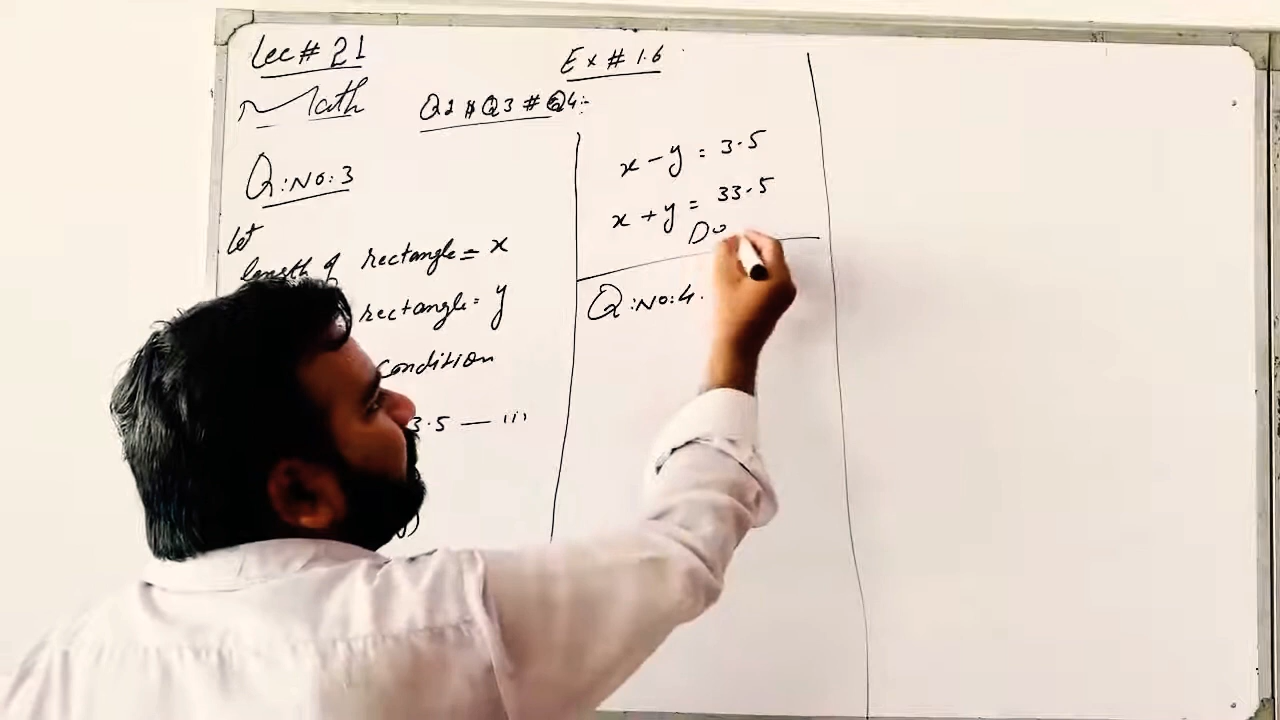 Lec # 21
Ex # 1.6
Math
Q2 # Q3 # Q4:-
Q:No:3
let
length of rectangle = x
rectangle = y
condition
3.5 — (i)
x - y = 3.5
x + y = 33.5
Do
Q:No:4.